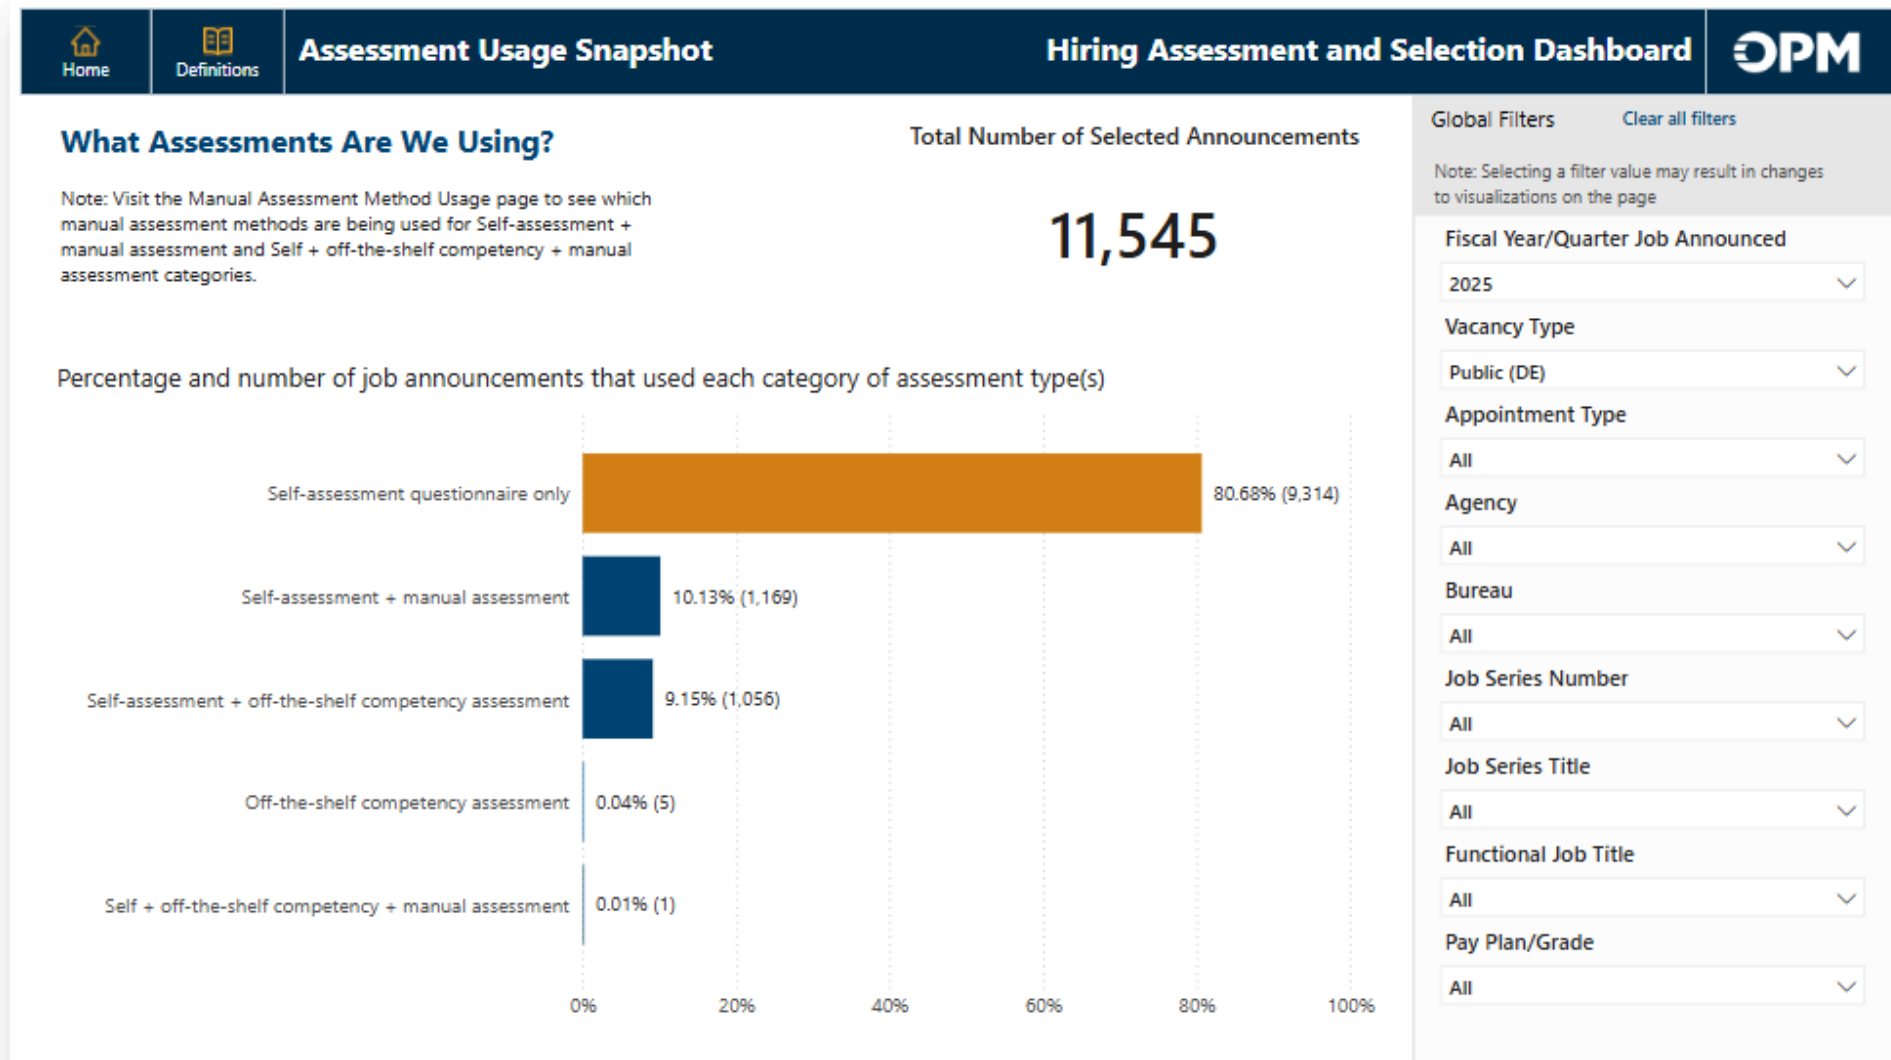 Home
Definitions
Assessment Usage Snapshot
Hiring Assessment and Selection Dashboard
OPM
What Assessments Are We Using?
Note: Visit the Manual Assessment Method Usage page to see which
manual assessment methods are being used for Self-assessment +
manual assessment and Self + off-the-shelf competency + manual
assessment categories.
Total Number of Selected Announcements
11,545
Percentage and number of job announcements that used each category of assessment type(s)
Self-assessment questionnaire only
80.68% (9,314)
Self-assessment + manual assessment
10.13% (1,169)
Self-assessment + off-the-shelf competency assessment
9.15% (1,056)
Off-the-shelf competency assessment
0.04% (5)
Self + off-the-shelf competency + manual assessment
0.01% (1)
0%
20%
40%
60%
80%
100%
Global Filters
Clear all filters
Note: Selecting a filter value may result in changes
to visualizations on the page
Fiscal Year/Quarter Job Announced
2025
Vacancy Type
Public (DE)
Appointment Type
All
Agency
All
Bureau
All
Job Series Number
All
Job Series Title
All
Functional Job Title
All
Pay Plan/Grade
All